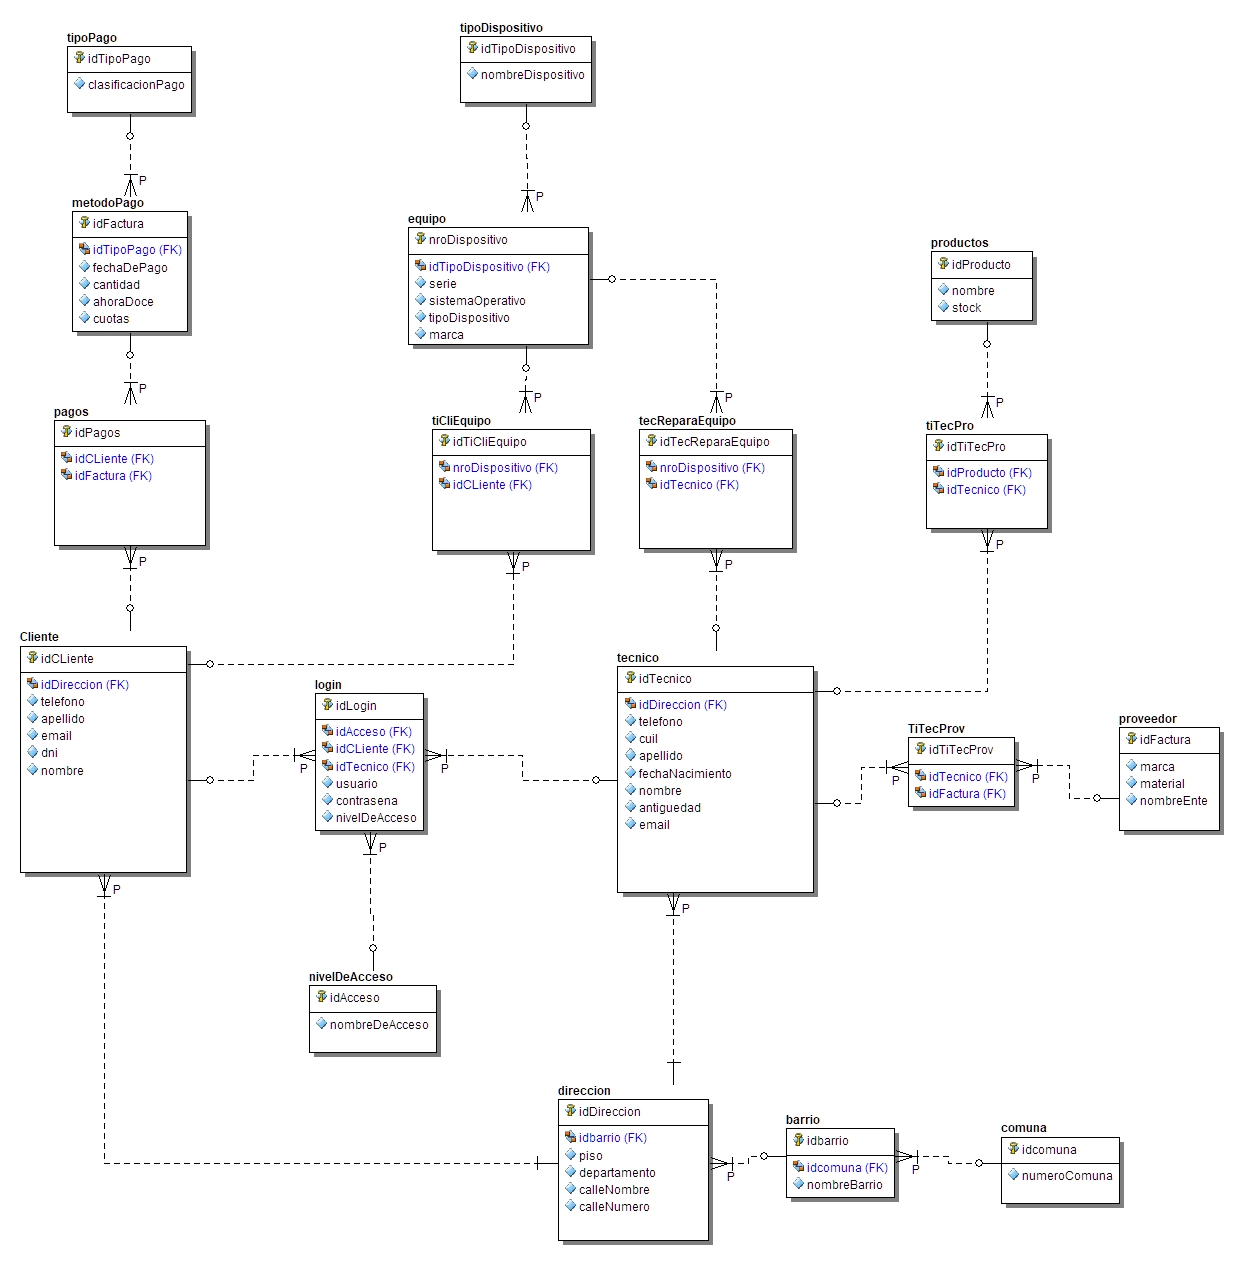 tipoPago
idTipoPago
clasificacionPago
P
metodoPago
idFactura
idTipoPago (FK)
fechaDePago
cantidad
ahoraDoce
cuotas
P
pagos
idPagos
idCLiente (FK)
idFactura (FK)
P
tipoDispositivo
idTipoDispositivo
nombreDispositivo
P
equipo
nroDispositivo
idTipoDispositivo (FK)
serie
sistemaOperativo
tipoDispositivo
marca
P
P
tiCliEquipo
idTiCliEquipo
nroDispositivo (FK)
idCLiente (FK)
P
tecReparaEquipo
idTecReparaEquipo
nroDispositivo (FK)
idTecnico (FK)
P
productos
idProducto
nombre
stock
P
tiTecPro
idTiTecPro
idProducto (FK)
idTecnico (FK)
P
Cliente
idCLiente
idDireccion (FK)
telefono
apellido
email
dni
nombre
P
login
idLogin
idAcceso (FK)
idCLiente (FK)
idTecnico (FK)
usuario
contrasena
nivelDeAcceso
P
P
P
tecnico
idTecnico
idDireccion (FK)
telefono
cuil
apellido
fechaNacimiento
nombre
antiguedad
email
P
TiTecProv
idTiTecProv
idTecnico (FK)
idFactura (FK)
P
P
proveedor
idFactura
marca
material
nombreEnte
nivelDeAcceso
idAcceso
nombreDeAcceso
direccion
idDireccion
idbarrio (FK)
piso
departamento
calleNombre
calleNumero
P
barrio
idbarrio
idcomuna (FK)
nombreBarrio
P
comuna
idcomuna
numeroComuna